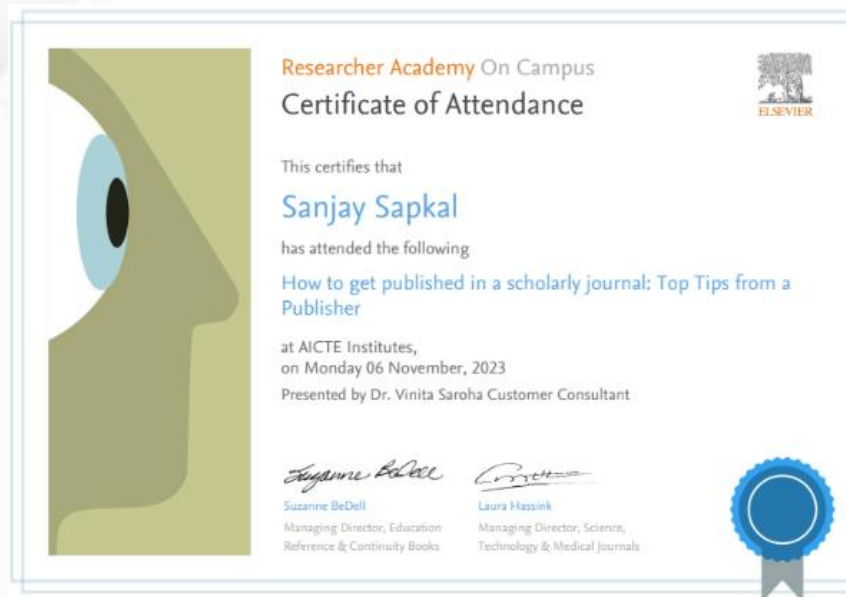 Researcher Academy On Campus
Certificate of Attendance
ELSEVIER
This certifies that
Sanjay Sapkal
has attended the following
How to get published in a scholarly journal: Top Tips from a
Publisher
at AICTE Institutes,
on Monday 06 November, 2023
Presented by Dr. Vinita Saroha Customer Consultant
Suzanne BeDell
Suzanne BeDell
Managing Director, Education
Reference & Continuity Books
Laura Hassink
Managing Director, Science,
Technology & Medical Journals